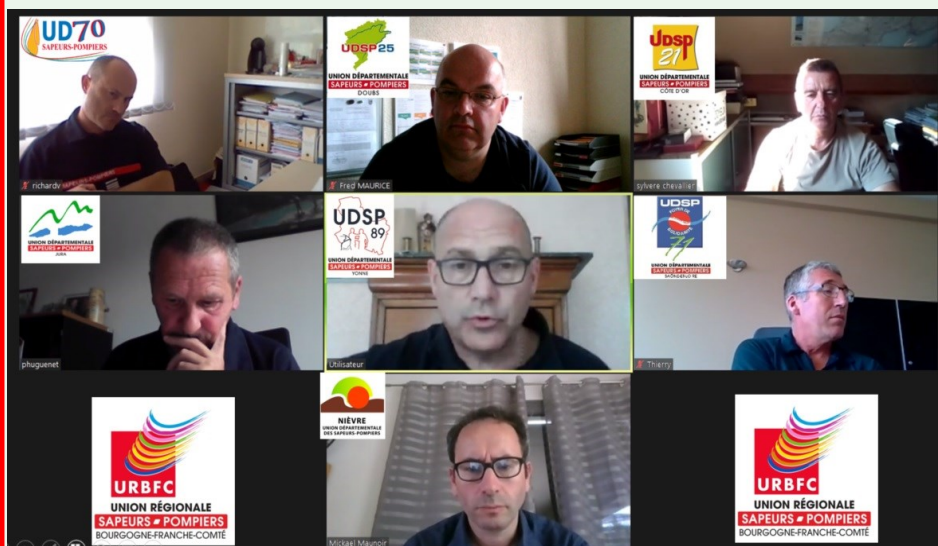 UD70
SAPEURS-POMPIERS
richardv
UDSP25
UNION DÉPARTEMENTALE
SAPEURS POMPIERS
DOUBS
Fred MAURICE
UDSP
21
UNION DÉPARTEMENTALE
SAPEURS POMPIERS
CÔTE D'OR
sylvere chevallier
UNION DÉPARTEMENTALE
SAPEURS POMPIERS
JURA
phuguenet
UDSP
89
UNION DÉPARTEMENTALE
SAPEURS POMPIERS
YONNE
Utilisateur
UDSP
71
UNION DÉPARTEMENTALE
SAPEURS POMPIERS
Thierry
URBFC
UNION RÉGIONALE
SAPEURS POMPIERS
BOURGOGNE-FRANCHE-COMTÉ
NIÈVRE
UNION DÉPARTEMENTALE
DES SAPEURS-POMPIERS
Mickael Maunoir
URBFC
UNION RÉGIONALE
SAPEURS POMPIERS
BOURGOGNE-FRANCHE-COMTÉ